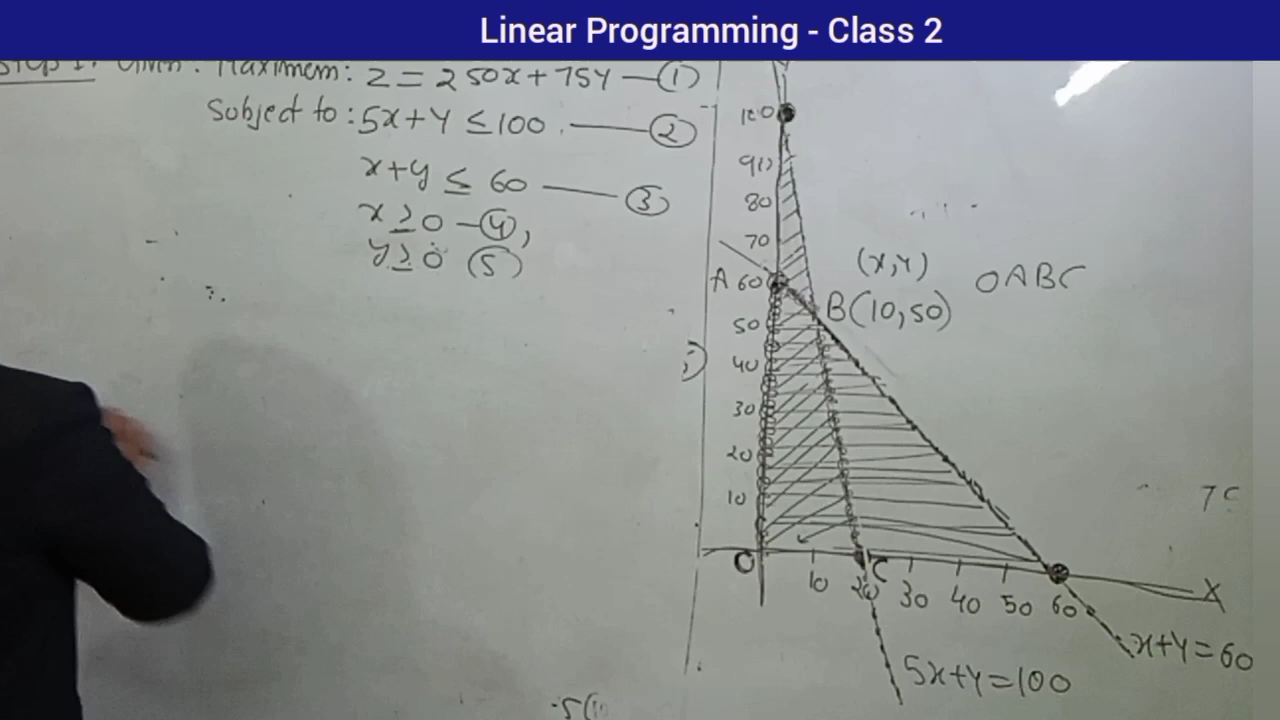 Linear Programming - Class 2
Given: Maximem: Z = 250x + 75y — (1)
Subject to: 5x + y ≤ 100. — (2)
x + y ≤ 60 — (3)
x ≥ 0 — (4),
y ≥ 0 (5)
100
90
80
70
A 60
50
40
30
20
10
(x,y)
B(10,50)
OABC
O
10 20 C 30 40 50 60 X
x+y=60
5x+y=100